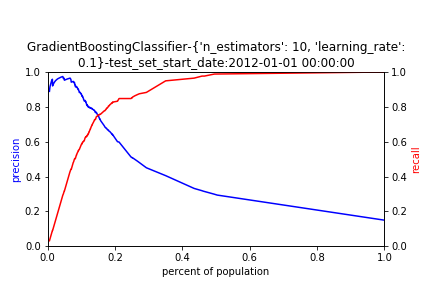 GradientBoostingClassifier-{'n_estimators': 10, 'learning_rate':
0.1}-test_set_start_date:2012-01-01 00:00:00
1.0
0.8
0.6
0.4
0.2
0.0
precision
1.0
0.8
0.6
0.4
0.2
0.0
recall
0.0 0.2 0.4 0.6 0.8 1.0
percent of population